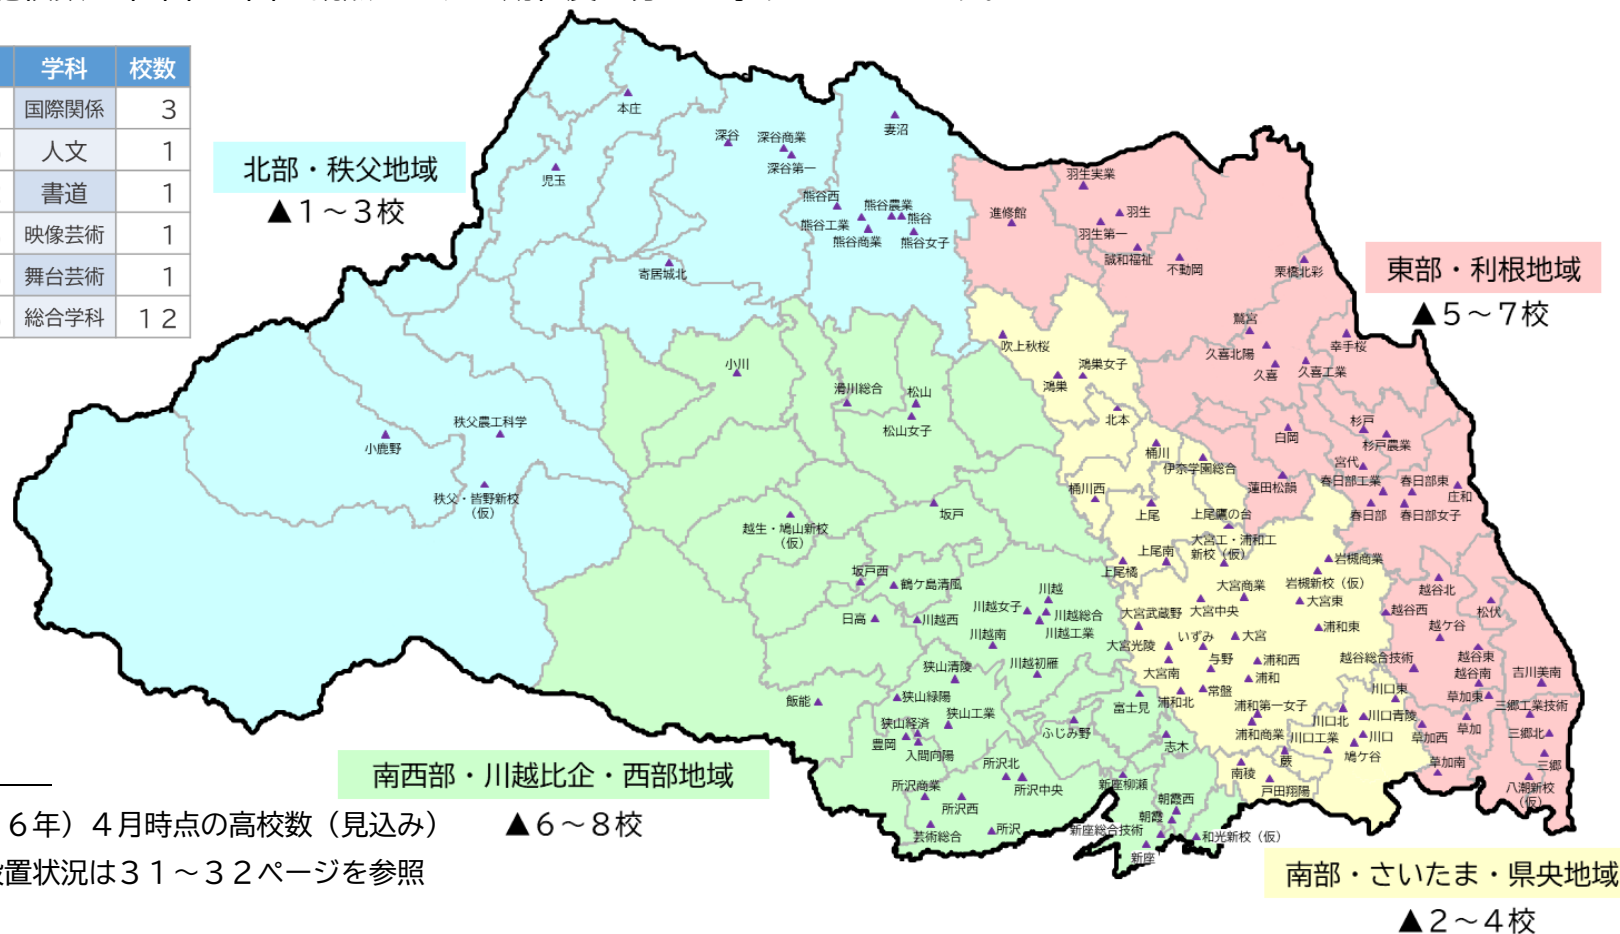 学科 校数
国際関係 3
人文 1
書道 1
映像芸術 1
舞台芸術 1
総合学科 12
北部・秩父地域
▲1～3校
東部・利根地域
▲5～7校
南西部・川越比企・西部地域
▲6～8校
南部・さいたま・県央地域
▲2～4校
6年）4月時点の高校数（見込み）
置状況は31～32ページを参照
本庄
児玉
深谷
深谷商業
深谷第一
妻沼
熊谷西
熊谷農業
熊谷
熊谷工業
熊谷商業
熊谷女子
寄居城北
小鹿野
秩父農工科学
秩父・皆野新校
（仮）
進修館
羽生実業
羽生
羽生第一
誠和福祉
不動岡
栗橋北彩
鷲宮
久喜北陽
久喜
久喜工業
幸手桜
白岡
杉戸
杉戸農業
宮代
蓮田松韻
春日部工業
春日部東
春日部
春日部女子
庄和
越谷北
越谷西
松伏
越ケ谷
越谷総合技術
越谷東
越谷南
吉川美南
草加東
草加
草加西
草加南
三郷工業技術
三郷北
三郷
八潮新校
（仮）
吹上秋桜
鴻巣女子
鴻巣
北本
桶川
伊奈学園総合
桶川西
上尾
上尾鷹の台
上尾南
上尾橘
大宮工・浦和工
新校（仮）
岩槻商業
岩槻新校（仮）
大宮商業
大宮東
大宮武蔵野
大宮中央
大宮光陵
いずみ
大宮
浦和東
大宮南
与野
浦和西
浦和
浦和北
常盤
浦和第一女子
浦和商業
川口東
川口北
川口青陵
川口工業
川口
鳩ケ谷
蕨
南稜
戸田翔陽
小川
滑川総合
松山
松山女子
越生・鳩山新校
（仮）
坂戸
坂戸西
鶴ケ島清風
日高
川越西
川越
川越女子
川越総合
川越工業
川越南
川越初雁
狭山清陵
飯能
狭山緑陽
狭山工業
狭山経済
豊岡
入間向陽
ふじみ野
富士見
志木
所沢北
所沢中央
所沢商業
所沢西
所沢
芸術総合
新座柳瀬
朝霞西
朝霞
新座総合技術
新座
和光新校（仮）